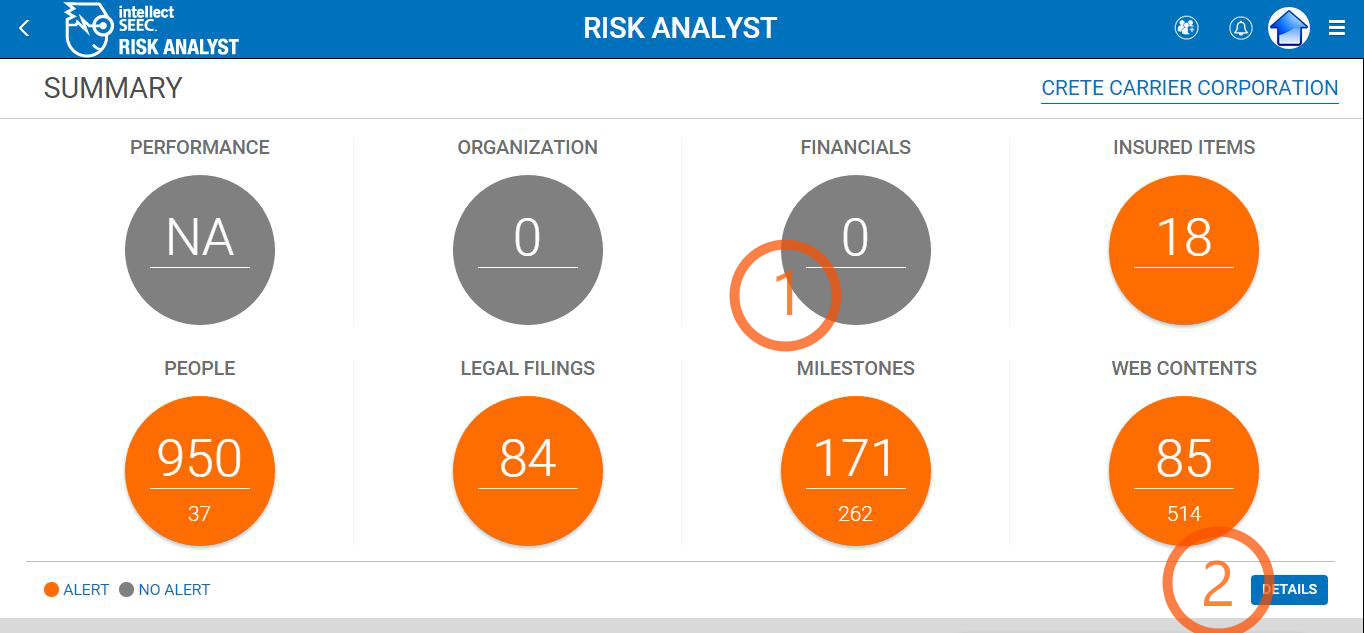 intellect
SEEC.
RISK ANALYST
RISK ANALYST
SUMMARY
CRETE CARRIER CORPORATION
PERFORMANCE
ORGANIZATION
FINANCIALS
INSURED ITEMS
NA
0
0
18
1
PEOPLE
LEGAL FILINGS
MILESTONES
WEB CONTENTS
950
84
171
85
37
262
514
ALERT
NO ALERT
2
DETAILS